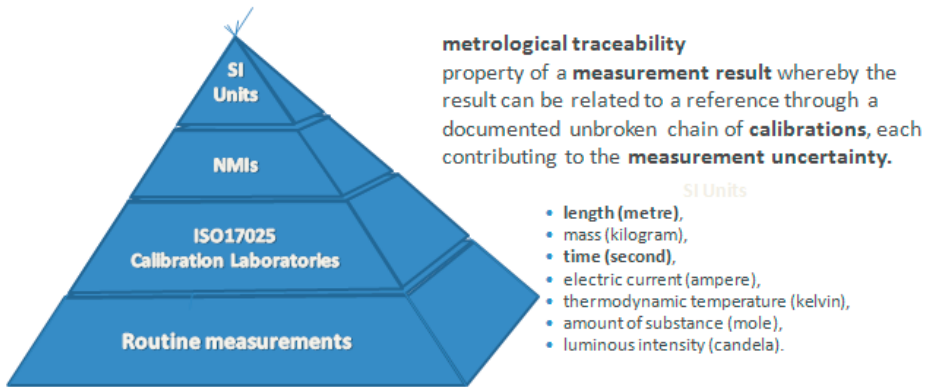 SI
Units
NMIs
ISO17025
Calibration Laboratories
Routine measurements
metrological traceability
property of a measurement result whereby the
result can be related to a reference through a
documented unbroken chain of calibrations, each
contributing to the measurement uncertainty.
SI Units
• length (metre),
• mass (kilogram),
• time (second),
• electric current (ampere),
• thermodynamic temperature (kelvin),
• amount of substance (mole),
• luminous intensity (candela).